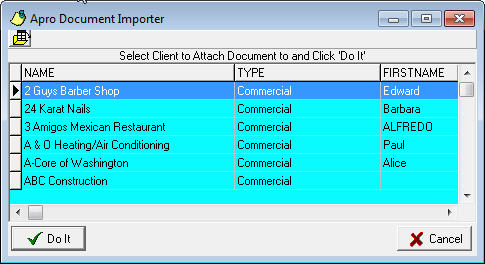 Apro Document Importer
Select Client to Attach Document to and Click 'Do It'
NAME TYPE FIRSTNAME
2 Guys Barber Shop Commercial Edward
24 Karat Nails Commercial Barbara
3 Amigos Mexican Restaurant Commercial ALFREDO
A & O Heating/Air Conditioning Commercial Paul
A-Core of Washington Commercial Alice
ABC Construction Commercial
Do It Cancel